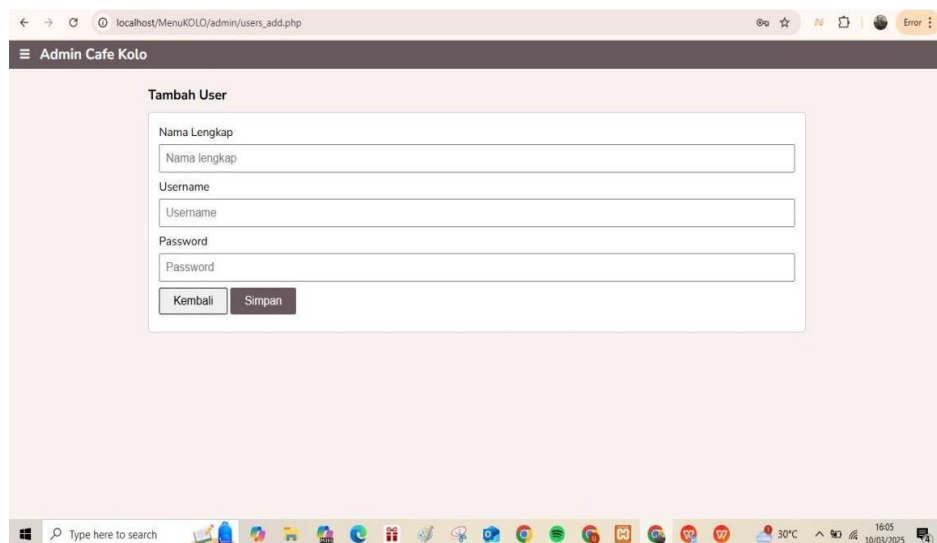 localhost/MenuKOLO/admin/users_add.php
Error
Admin Cafe Kolo
Tambah User
Nama Lengkap
Nama lengkap
Username
Username
Password
Password
Kembali Simpan
Type here to search
30°C
16:05
10/03/2025